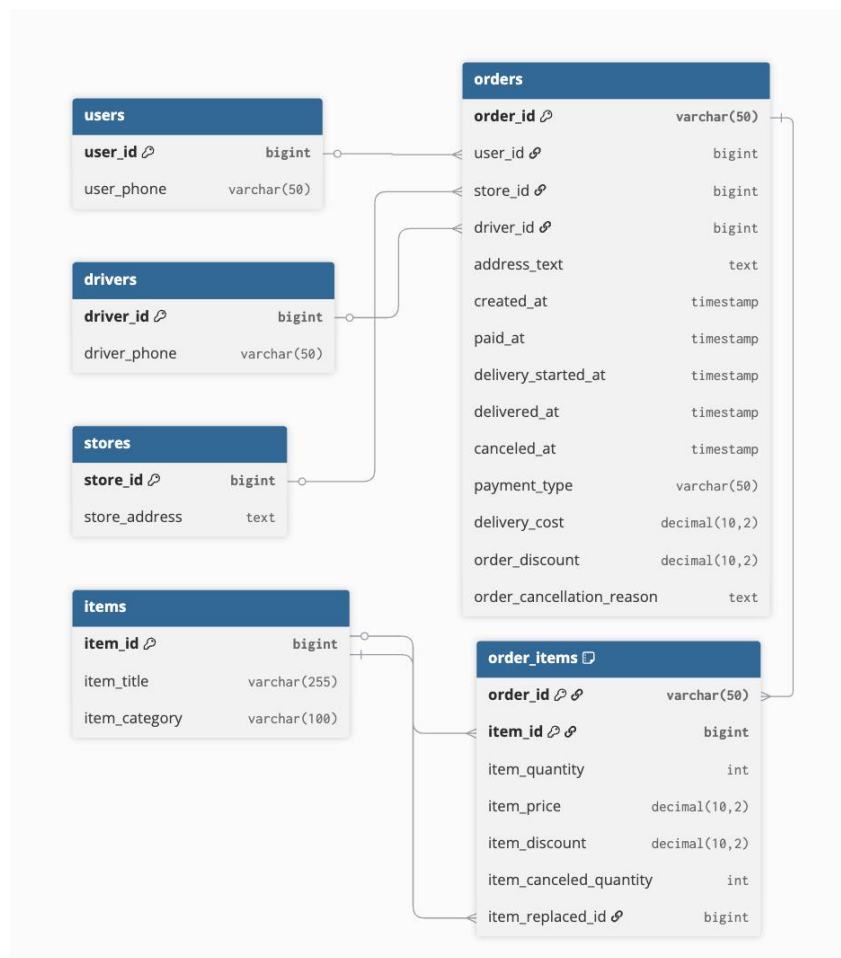 users
user_id bigint
user_phone varchar(50)
drivers
driver_id bigint
driver_phone varchar(50)
stores
store_id bigint
store_address text
items
item_id bigint
item_title varchar(255)
item_category varchar(100)
orders
order_id varchar(50)
user_id bigint
store_id bigint
driver_id bigint
address_text text
created_at timestamp
paid_at timestamp
delivery_started_at timestamp
delivered_at timestamp
canceled_at timestamp
payment_type varchar(50)
delivery_cost decimal(10,2)
order_discount decimal(10,2)
order_cancellation_reason text
order_items
order_id varchar(50)
item_id bigint
item_quantity int
item_price decimal(10,2)
item_discount decimal(10,2)
item_canceled_quantity int
item_replaced_id bigint